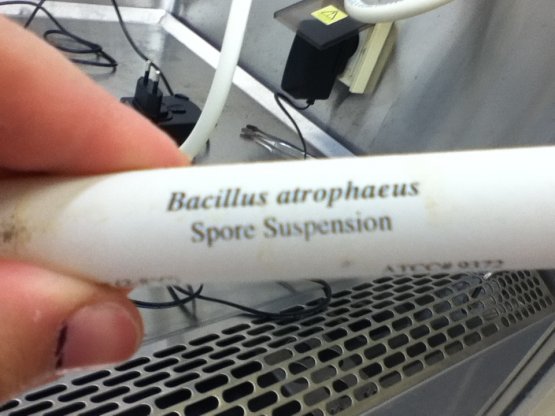 Bacillus atrophaeus
Spore Suspension